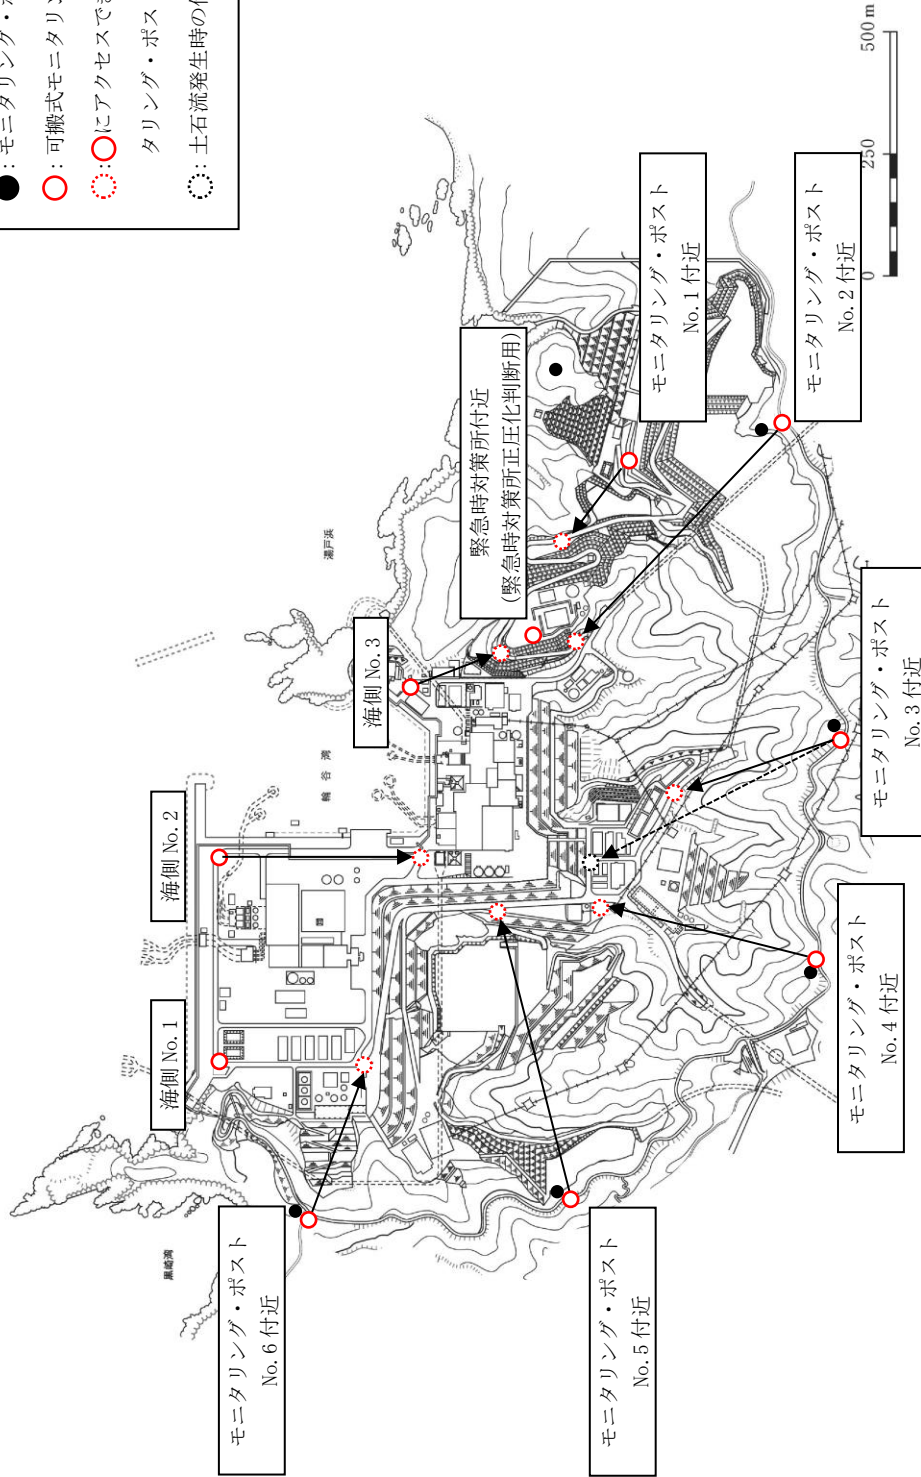 ●:モニタリング・ポ
○:可搬式モニタリン
○:○にアクセスでき
タリング・ポス
○:土石流発生時の
500m
250
0
モニタリング・ポスト
No.1付近
モニタリング・ポスト
No.2付近
緊急時対策所付近
(緊急時対策所正圧化判断用)
湯戸浜
海側 No.3
輪谷湾
モニタリング・ポスト
No.3付近
海側 No.2
モニタリング・ポスト
No.4付近
海側 No.1
モニタリング・ポスト
No.5付近
モニタリング・ポスト
No.6付近
黒崎湾